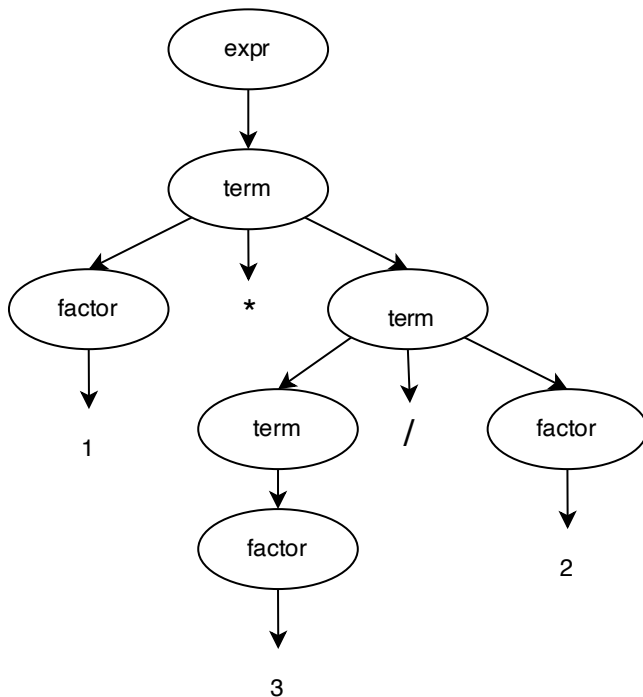 expr
term
factor
*
term
1
term
/
factor
factor
2
3